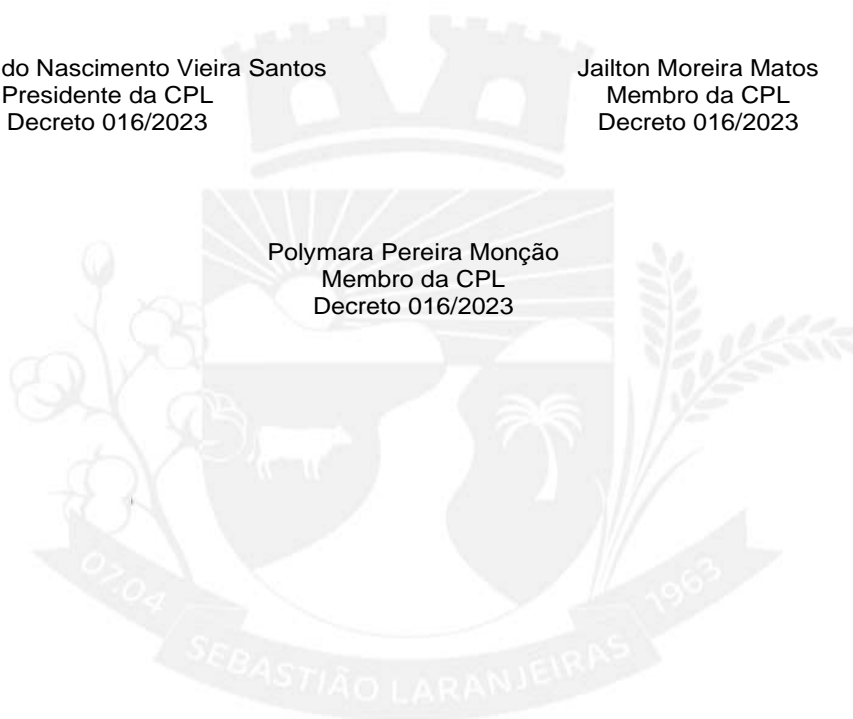 do Nascimento Vieira Santos
Presidente da CPL
Decreto 016/2023
Jailton Moreira Matos
Membro da CPL
Decreto 016/2023
Polymara Pereira Monção
Membro da CPL
Decreto 016/2023
07.04
1963
SEBASTIÃO LARANJEIRAS